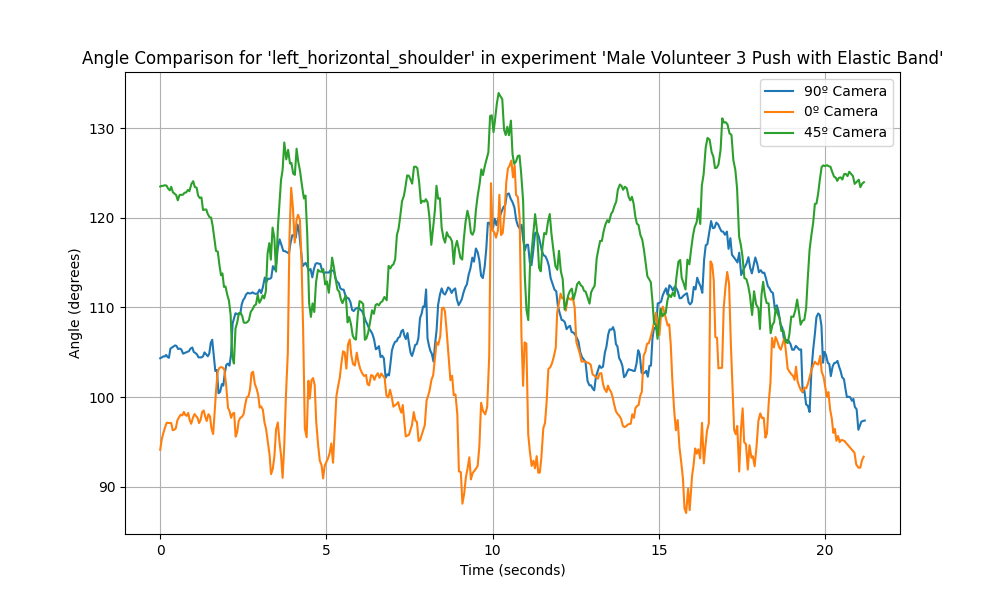 Angle Comparison for 'left_horizontal_shoulder' in experiment 'Male Volunteer 3 Push with Elastic Band'
90º Camera
0º Camera
45º Camera
130
120
110
100
90
Angle (degrees)
0 5 10 15 20
Time (seconds)